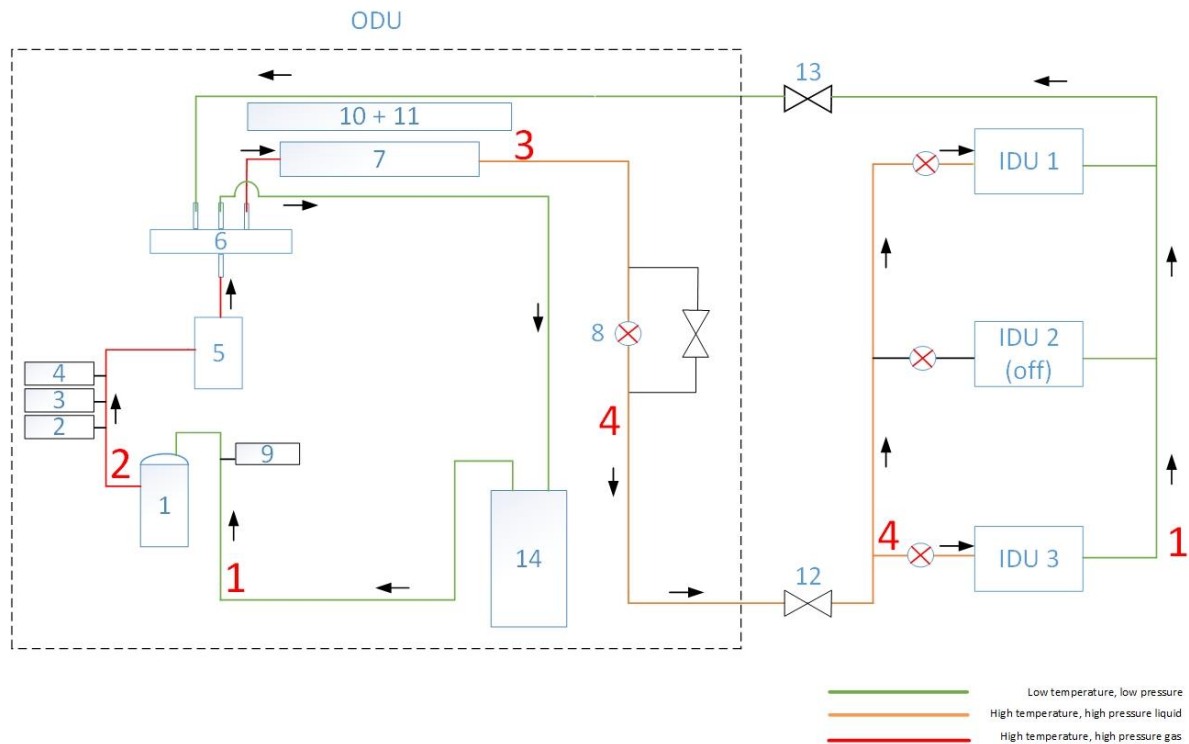 ODU
13
10 + 11
3
7
IDU 1
6
8
IDU 2
(off)
5
4
3
2
4
2
9
1
14
4
IDU 3
1
1
12
Low temperature, low pressure
High temperature, high pressure liquid
High temperature, high pressure gas